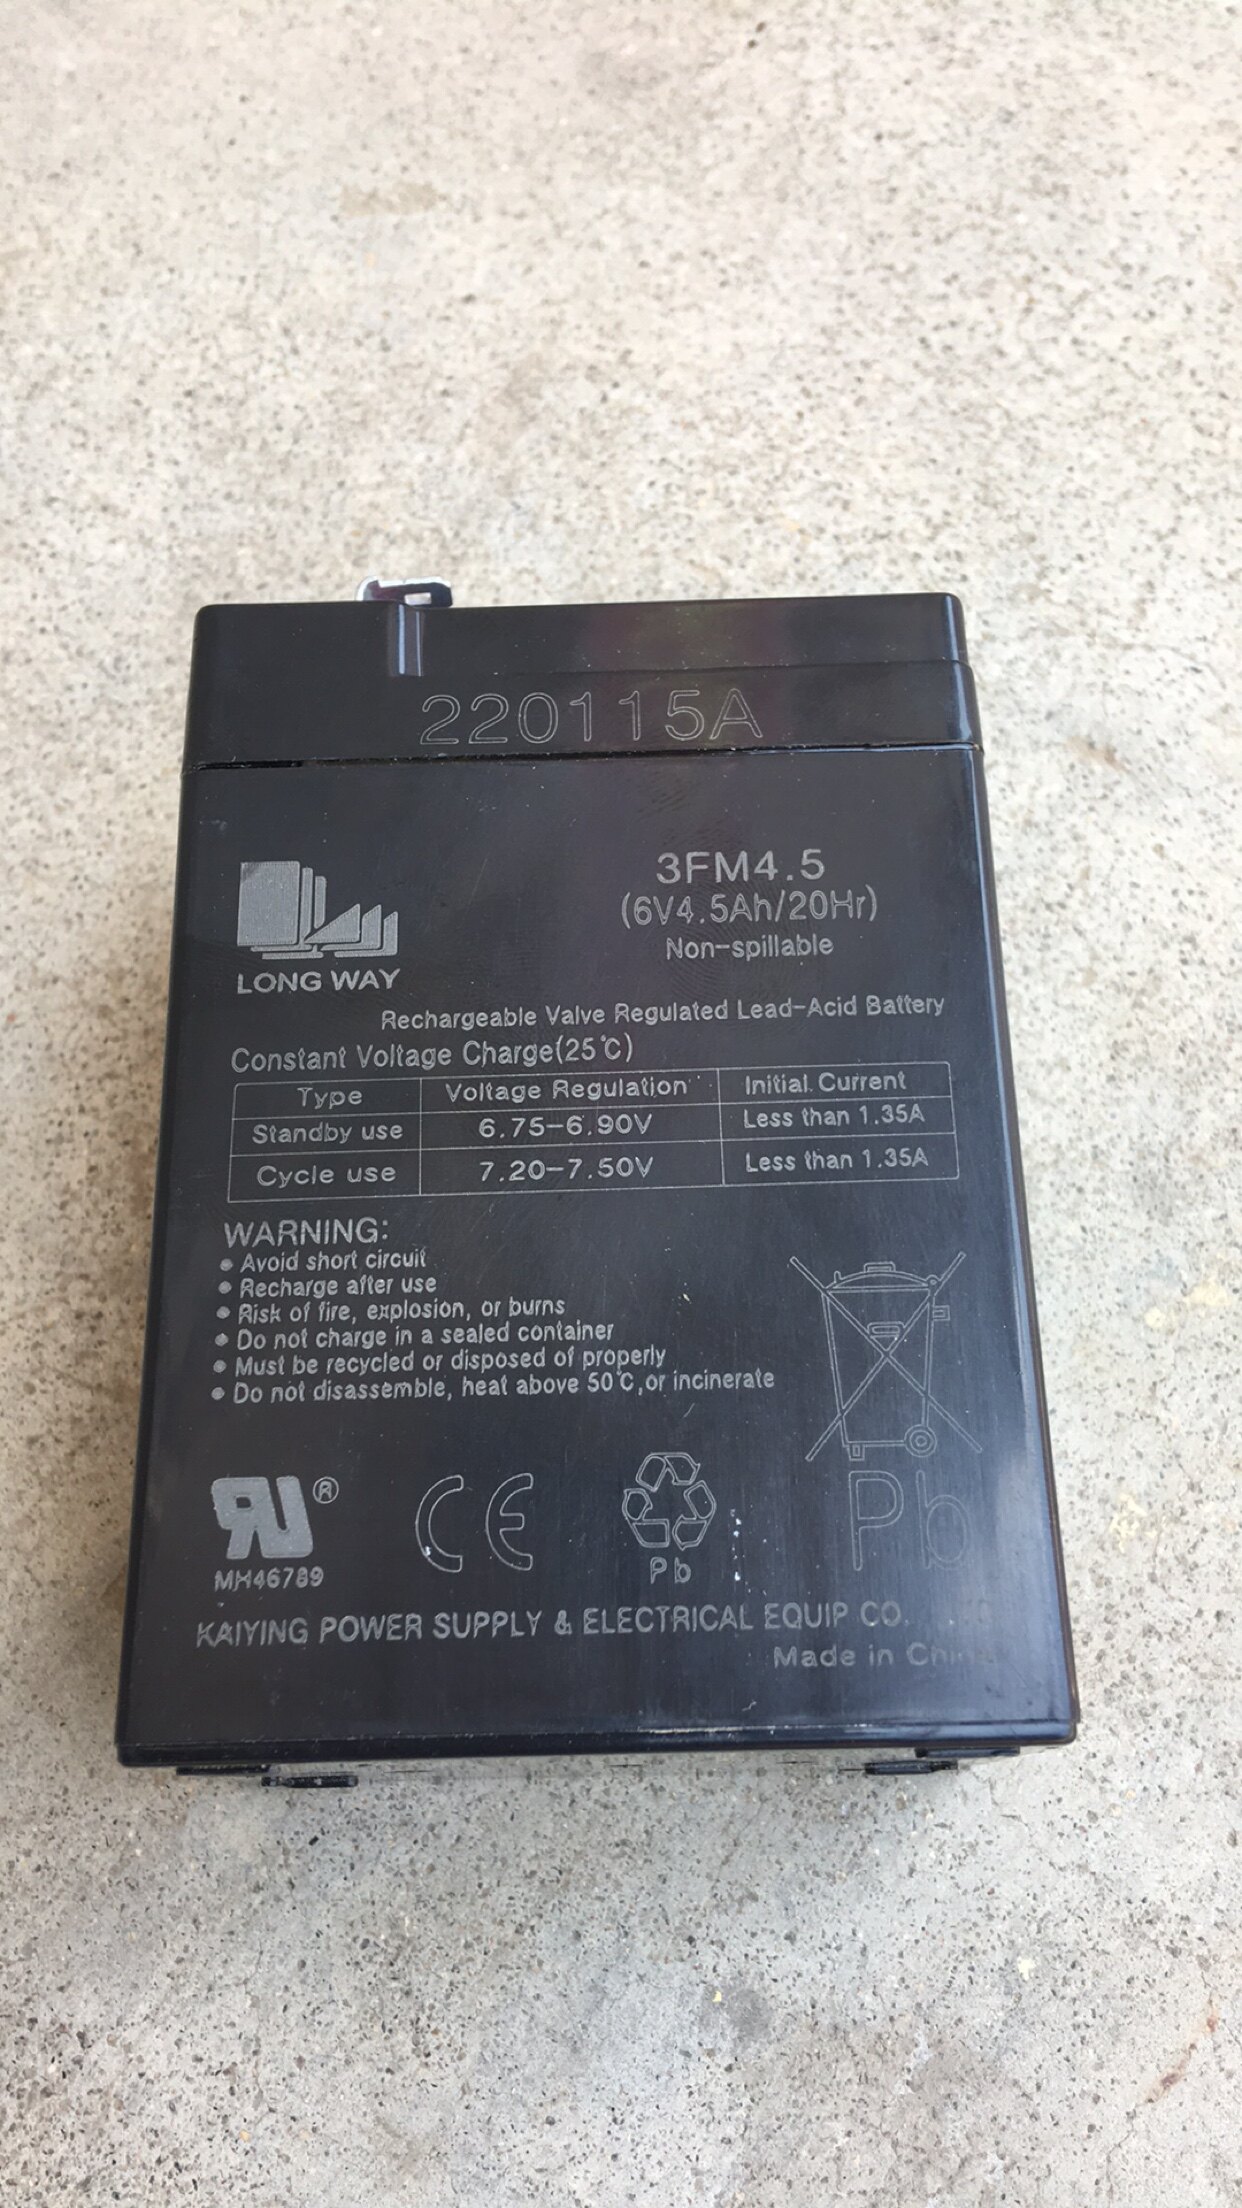 220115A
LONG WAY
3FM4.5
(6V4.5Ah/20Hr)
Non-spillable
Rechargeable Valve Regulated Lead-Acid Battery
Constant Voltage Charge(25℃)
Type Voltage Regulation Initial Current
Standby use 6.75-6.90V Less than 1.35A
Cycle use 7.20-7.50V Less than 1.35A
WARNING:
• Avoid short circuit
• Recharge after use
• Risk of fire, explosion, or burns
• Do not charge in a sealed container
• Must be recycled or disposed of properly
• Do not disassemble, heat above 50℃,or incinerate
RU®
MH46789
CE
Pb
Pb
KAIYING POWER SUPPLY & ELECTRICAL EQUIP CO.
Made in China